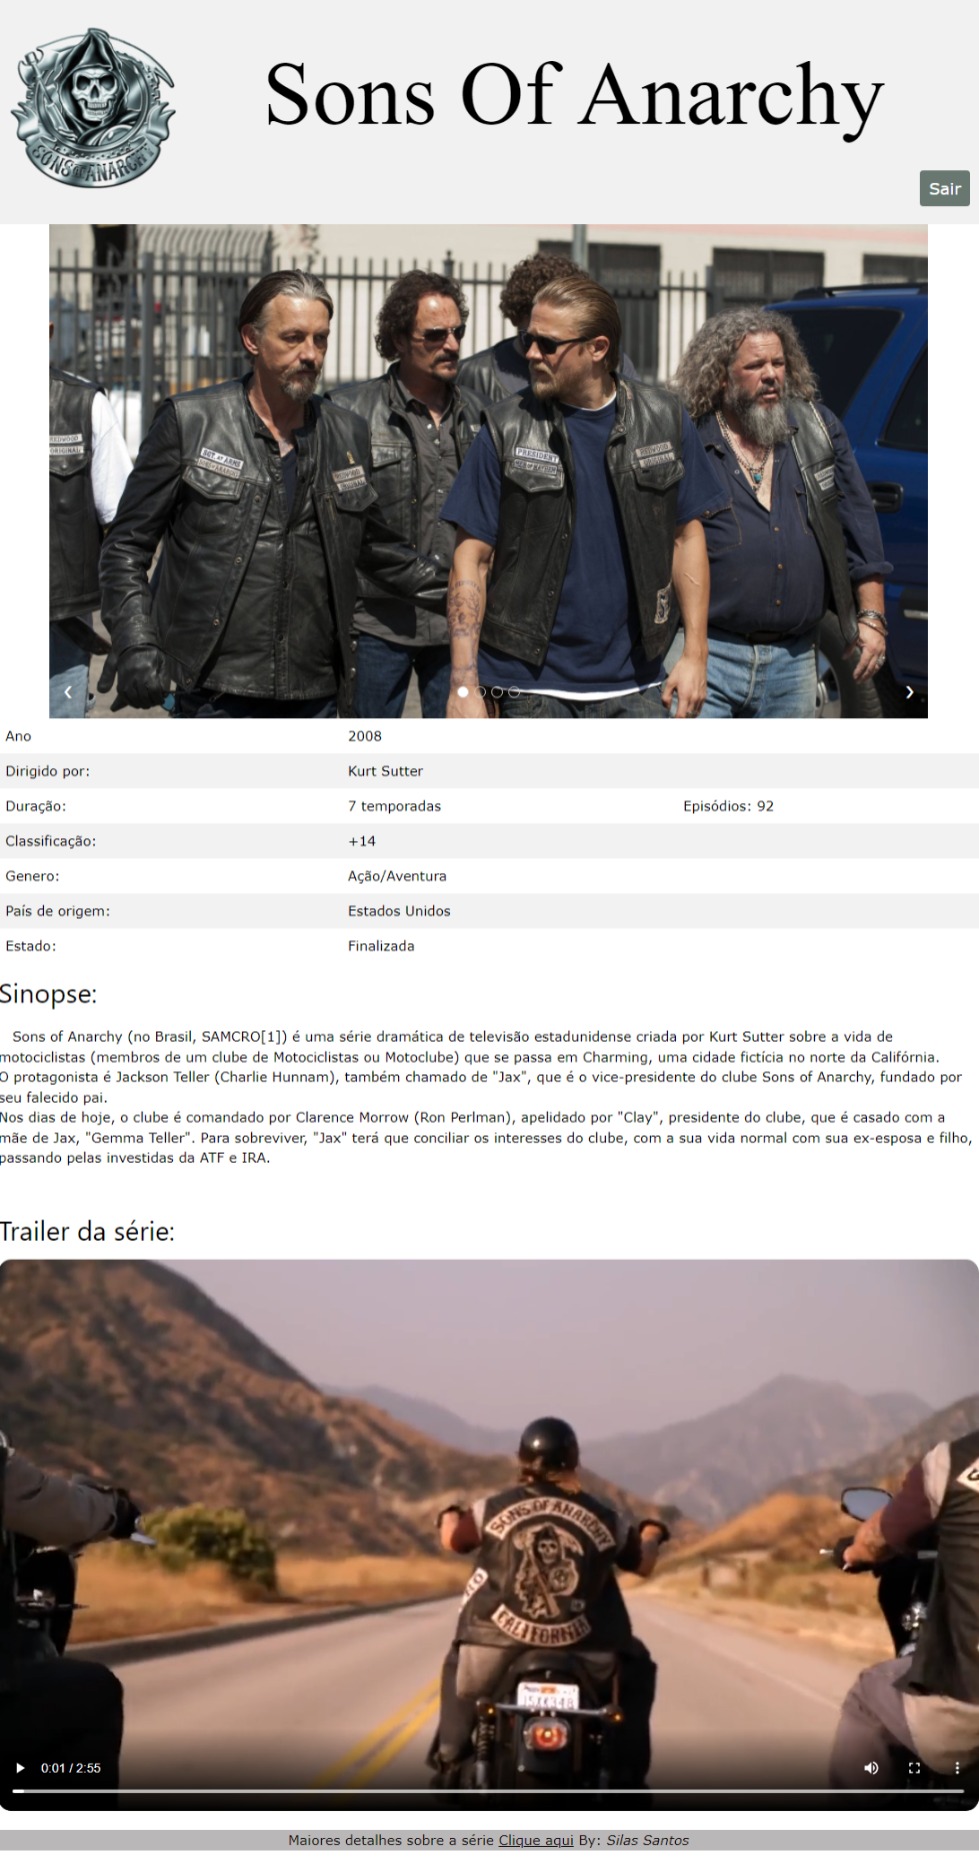 SONS OF ANARCHY
Sons Of Anarchy
Sair
REDWOOD
ORIGINAL
SGT AT ARMS
PRESIDENT
REDWOOD
ORIGINAL
Ano 2008
Dirigido por: Kurt Sutter
Duração: 7 temporadas Episódios: 92
Classificação: +14
Genero: Ação/Aventura
País de origem: Estados Unidos
Estado: Finalizada
Sinopse:
Sons of Anarchy (no Brasil, SAMCRO[1]) é uma série dramática de televisão estadunidense criada por Kurt Sutter sobre a vida de
motociclistas (membros de um clube de Motociclistas ou Motoclube) que se passa em Charming, uma cidade fictícia no norte da Califórnia.
O protagonista é Jackson Teller (Charlie Hunnam), também chamado de "Jax", que é o vice-presidente do clube Sons of Anarchy, fundado por
seu falecido pai.
Nos dias de hoje, o clube é comandado por Clarence Morrow (Ron Perlman), apelidado por "Clay", presidente do clube, que é casado com a
mãe de Jax, "Gemma Teller". Para sobreviver, "Jax" terá que conciliar os interesses do clube, com a sua vida normal com sua ex-esposa e filho,
passando pelas investidas da ATF e IRA.
Trailer da série:
SONS OF ANARCHY
CALIFORNIA
0:01 / 2:55
Maiores detalhes sobre a série Clique aqui By: Silas Santos